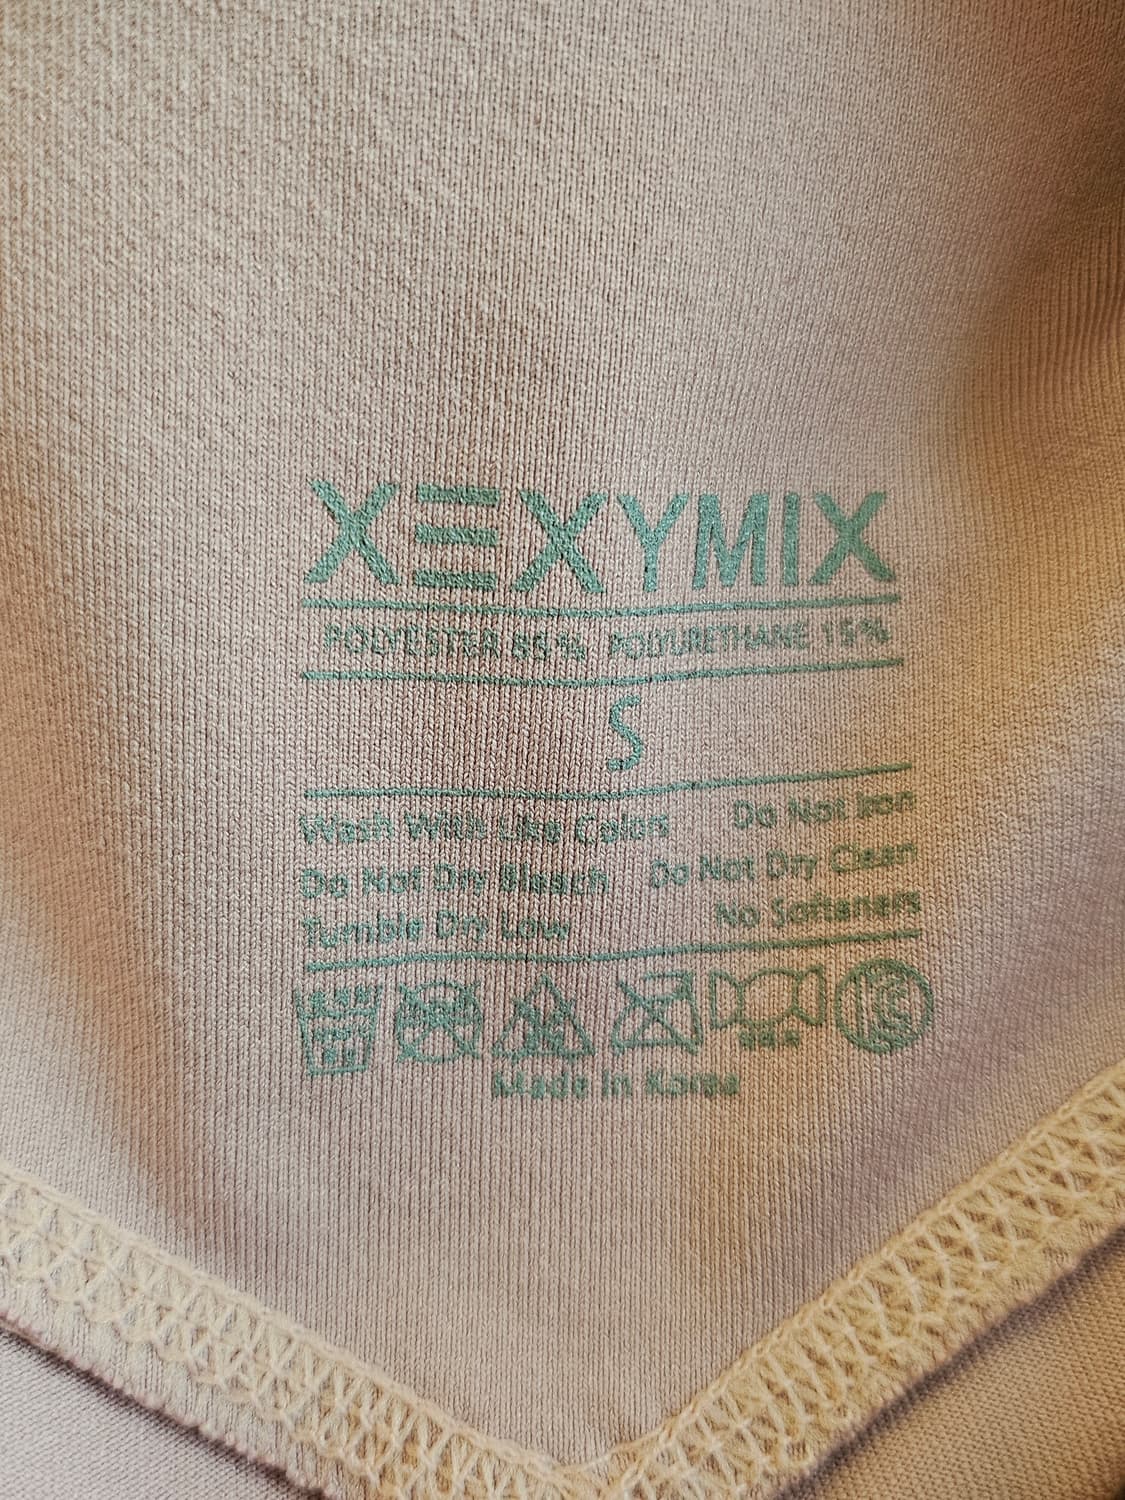 XEXYMIX
POLYESTER 85% POLYURETHANE 15%
S
Wash With Like Colors Do Not Iron
Do Not Dry Bleach Do Not Dry Clean
Tumble Dry Low No Softeners
Made In Korea